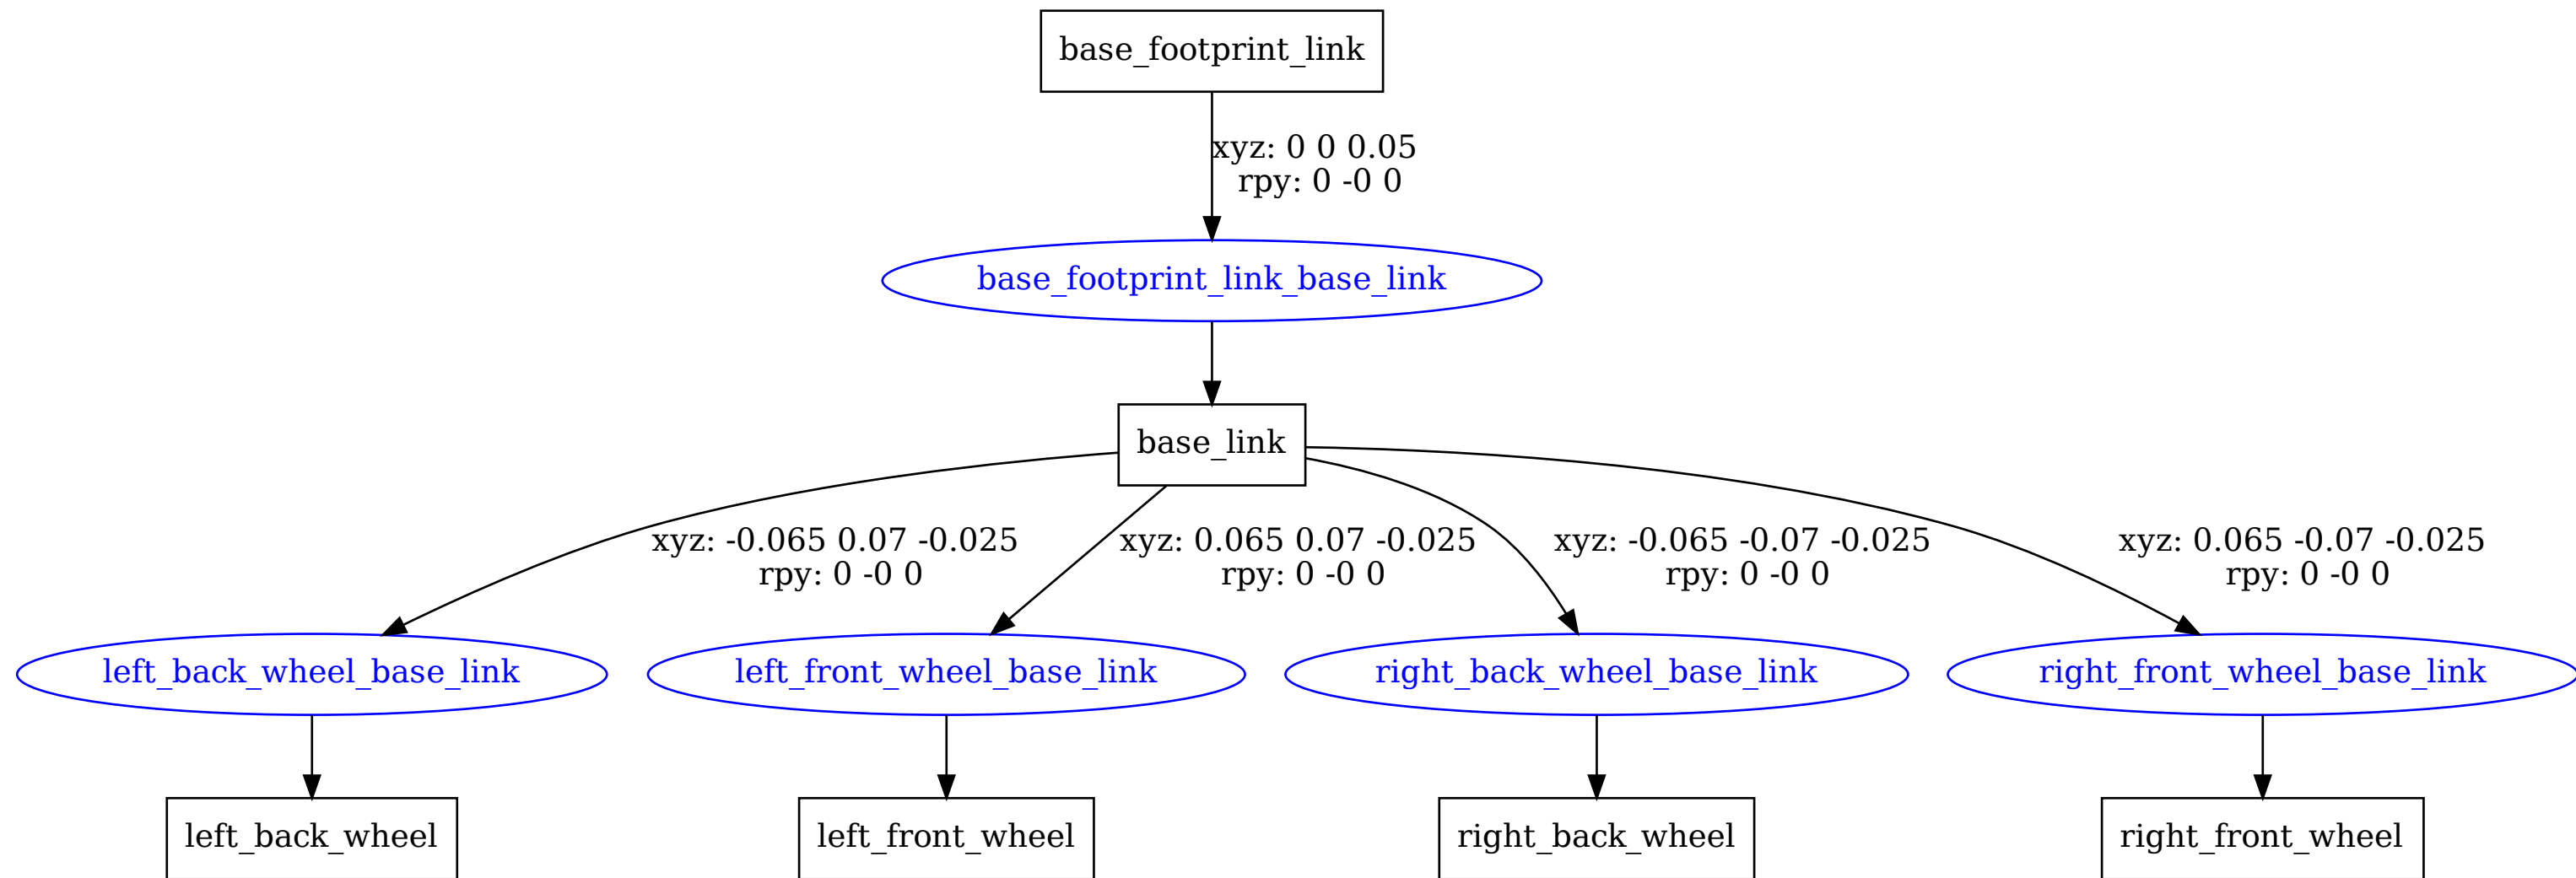 base_footprint_link
xyz: 0 0 0.05
rpy: 0 -0 0
base_footprint_link_base_link
base_link
xyz: -0.065 0.07 -0.025
rpy: 0 -0 0
xyz: 0.065 0.07 -0.025
rpy: 0 -0 0
xyz: -0.065 -0.07 -0.025
rpy: 0 -0 0
xyz: 0.065 -0.07 -0.025
rpy: 0 -0 0
left_back_wheel_base_link
left_front_wheel_base_link
right_back_wheel_base_link
right_front_wheel_base_link
left_back_wheel
left_front_wheel
right_back_wheel
right_front_wheel